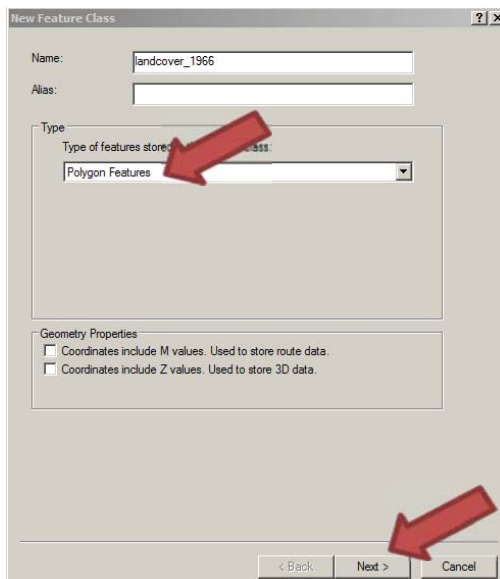 New Feature Class
Name:
landcover_1966
Alias:
Type
Type of features stored ass:
Polygon Features
Geometry Properties
Coordinates include M values. Used to store route data.
Coordinates include Z values. Used to store 3D data.
< Back Next > Cancel